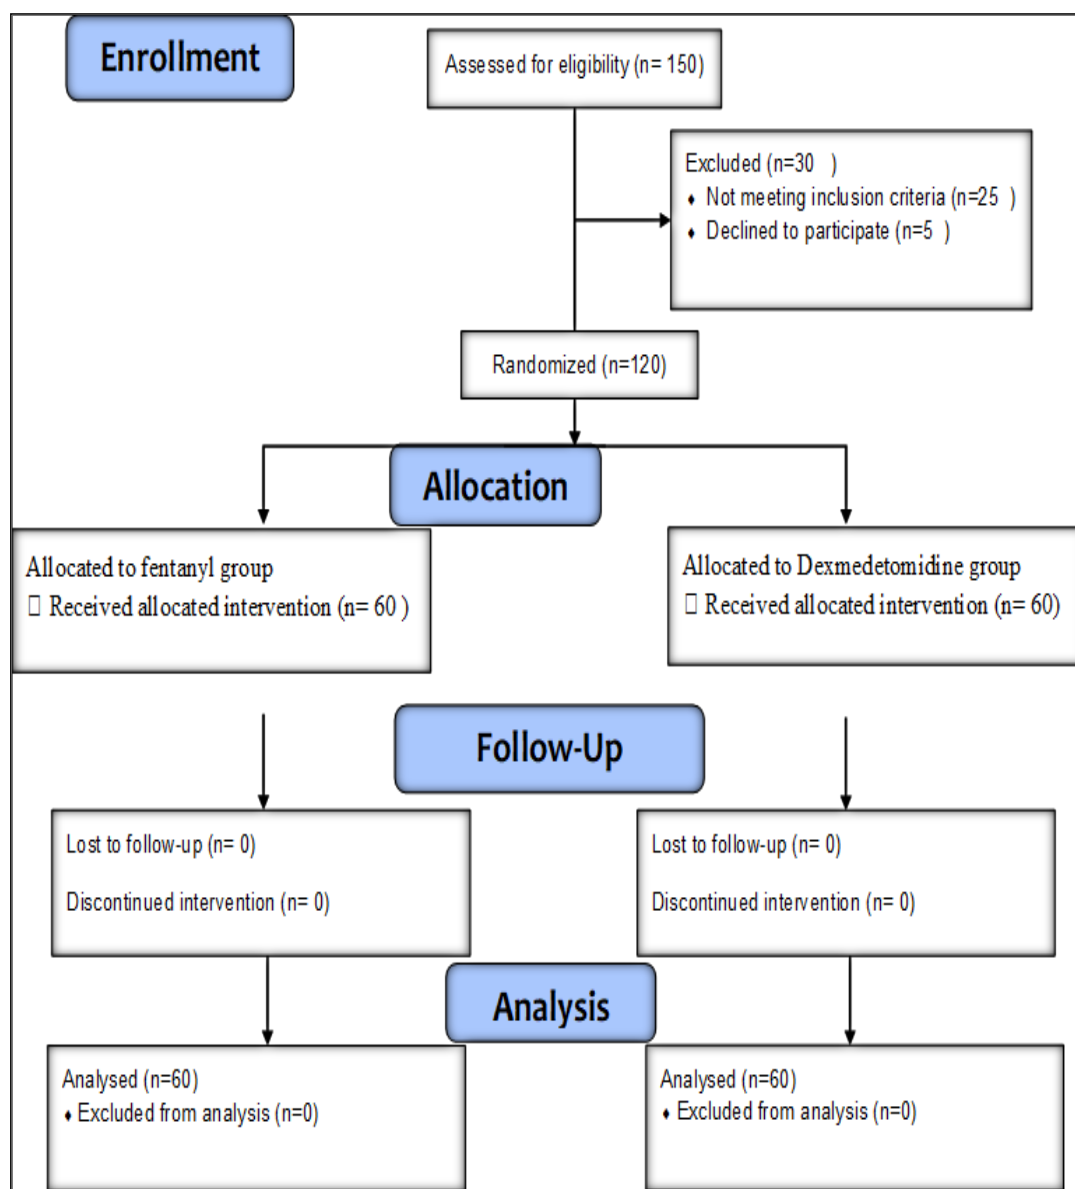 Enrollment
Assessed for eligibility (n= 150)
Excluded (n=30 )
♦ Not meeting inclusion criteria (n=25 )
♦ Declined to participate (n=5 )
Randomized (n=120)
Allocation
Allocated to fentanyl group
□ Received allocated intervention (n= 60 )
Allocated to Dexmedetomidine group
□ Received allocated intervention (n= 60)
Follow-Up
Lost to follow-up (n= 0)
Discontinued intervention (n= 0)
Lost to follow-up (n= 0)
Discontinued intervention (n= 0)
Analysis
Analysed (n=60)
♦ Excluded from analysis (n=0)
Analysed (n=60)
♦ Excluded from analysis (n=0)